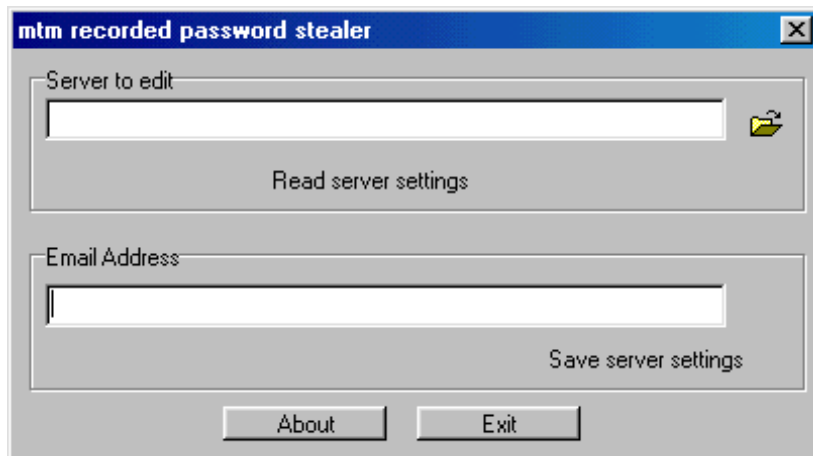 mtm recorded password stealer
Server to edit
Read server settings
Email Address
Save server settings
About
Exit